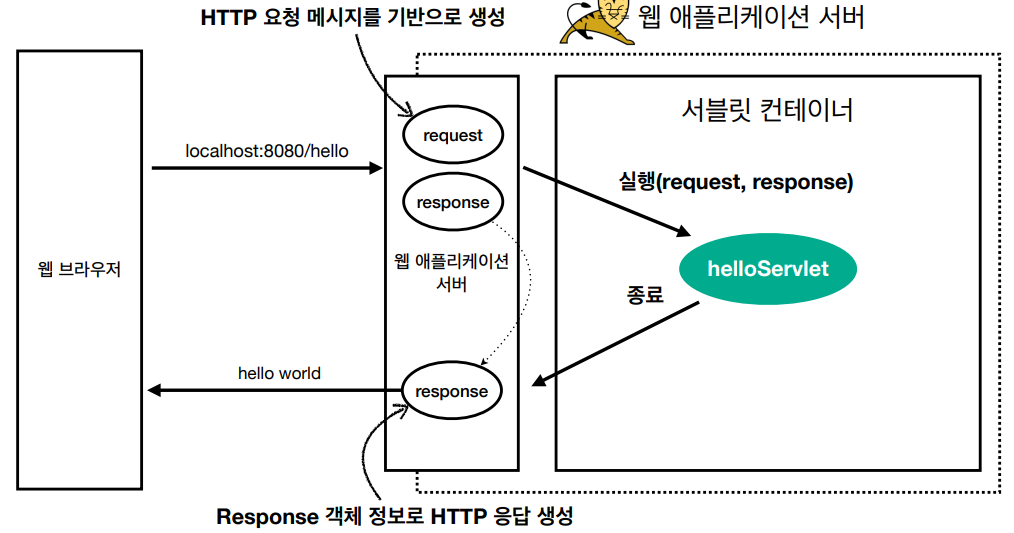 HTTP 요청 메시지를 기반으로 생성
웹 애플리케이션 서버
서블릿 컨테이너
request
localhost:8080/hello
실행(request, response)
response
웹 브라우저
웹 애플리케이션
서버
helloServlet
종료
hello world
response
Response 객체 정보로 HTTP 응답 생성